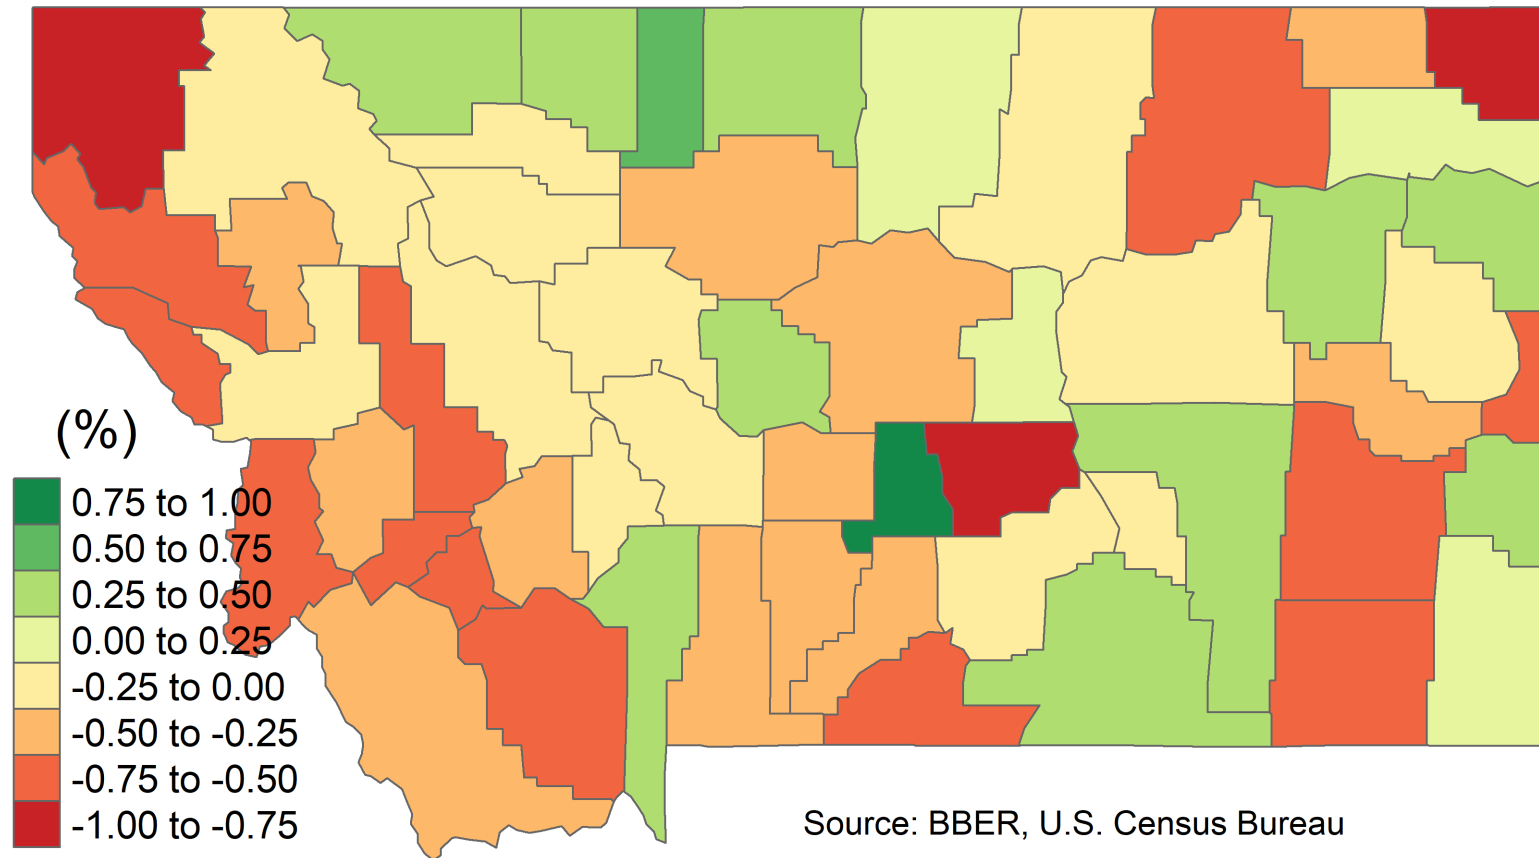 (%)
0.75 to 1.00
0.50 to 0.75
0.25 to 0.50
0.00 to 0.25
-0.25 to 0.00
-0.50 to -0.25
-0.75 to -0.50
-1.00 to -0.75
Source: BBER, U.S. Census Bureau